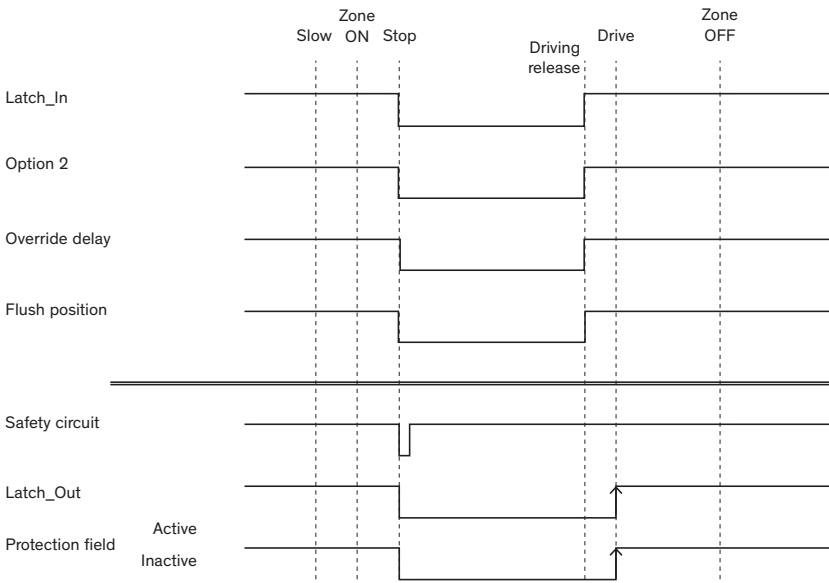 Zone
Slow ON Stop
Driving
release
Drive
Zone
OFF
Latch_In
Option 2
Override delay
Flush position
Safety circuit
Latch_Out
Protection field
Active
Inactive